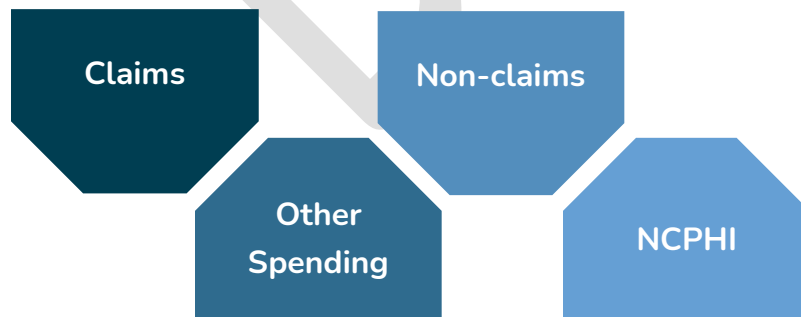 Claims
Non-claims
Other
Spending
NCPHI